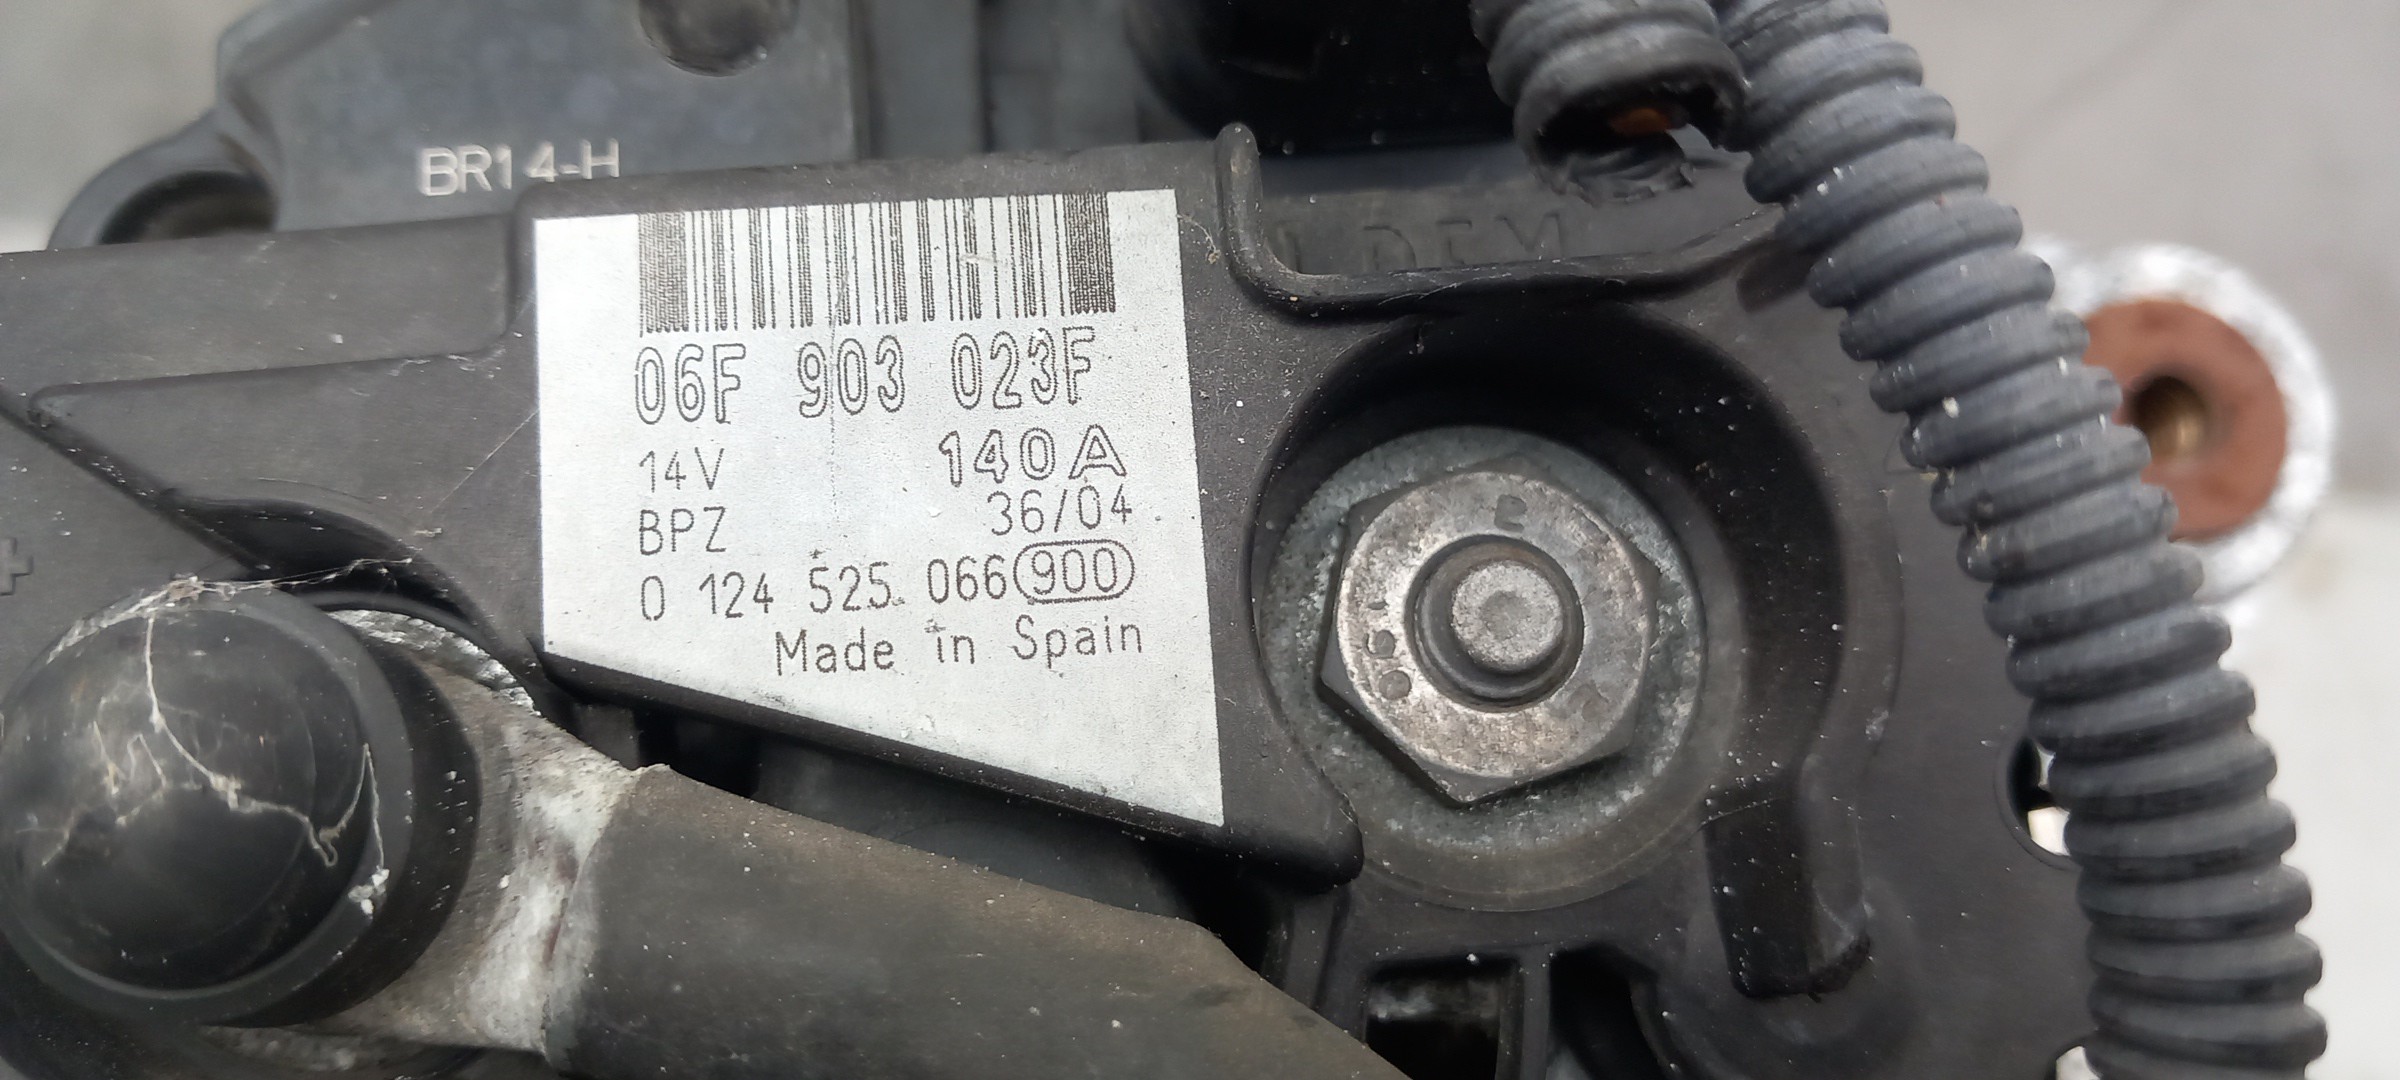 BR14-H
06F 903 023F
14V 140A
BPZ 36/04
0 124 525 066 900
Made in Spain